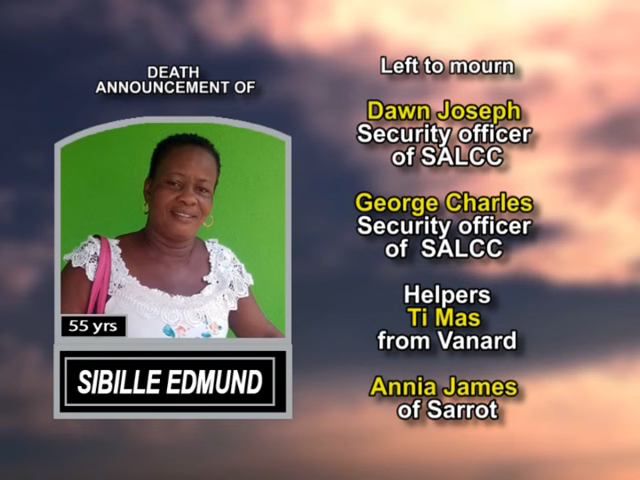 DEATH
ANNOUNCEMENT OF
55 yrs
SIBILLE EDMUND
Left to mourn
Dawn Joseph
Security officer
of SALCC
George Charles
Security officer
of SALCC
Helpers
Ti Mas
from Vanard
Annia James
of Sarrot